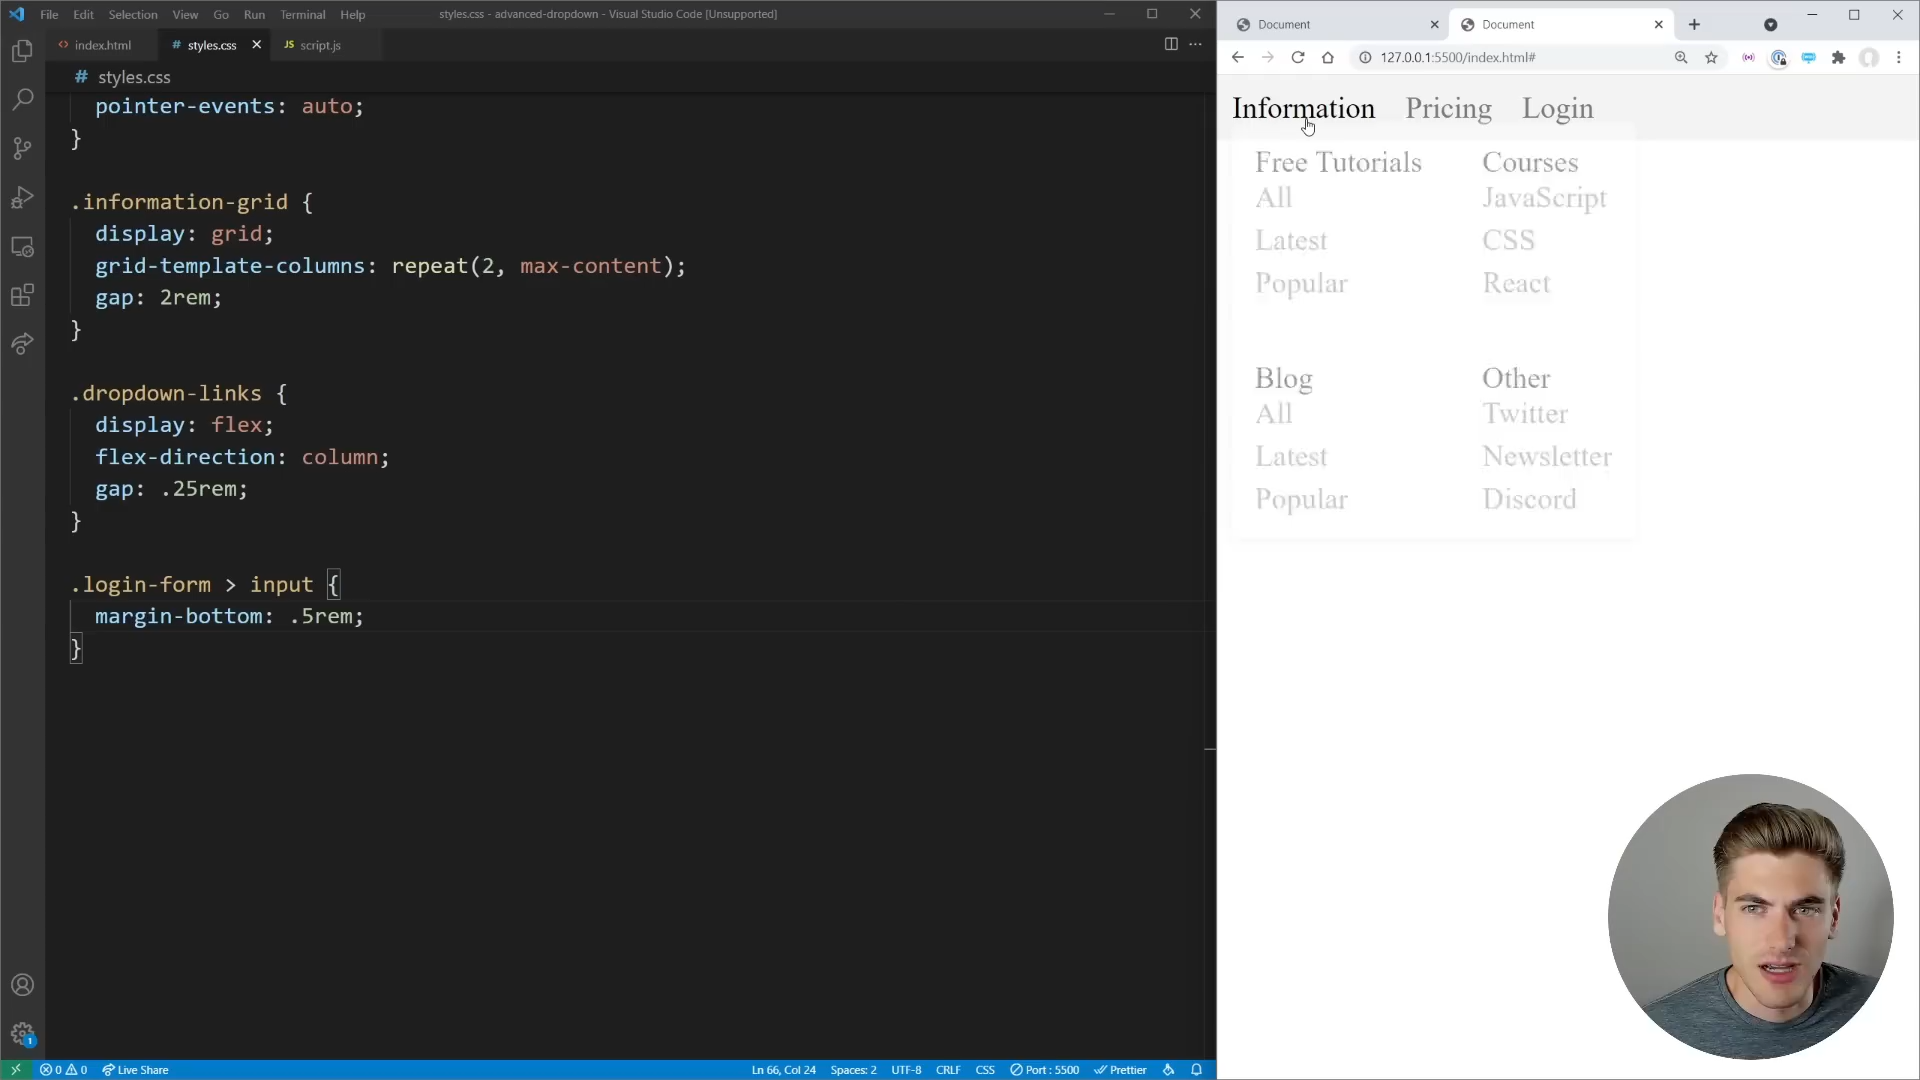 File Edit Selection View Go Run Terminal Help
styles.css - advanced-dropdown - Visual Studio Code [Unsupported]
index.html
styles.css
JS script.js
# styles.css
pointer-events: auto;
}
.information-grid {
display: grid;
grid-template-columns: repeat(2, max-content);
gap: 2rem;
}
.dropdown-links {
display: flex;
flex-direction: column;
gap: .25rem;
}
.login-form > input {
margin-bottom: .5rem;
}
1
0 0 Live Share
Ln 66, Col 24 Spaces: 2 UTF-8 CRLF CSS Port : 5500 Prettier
Document
Document
127.0.0.1:5500/index.html#
Information Pricing Login
Free Tutorials
All
Latest
Popular
Courses
JavaScript
CSS
React
Blog
All
Latest
Popular
Other
Twitter
Newsletter
Discord